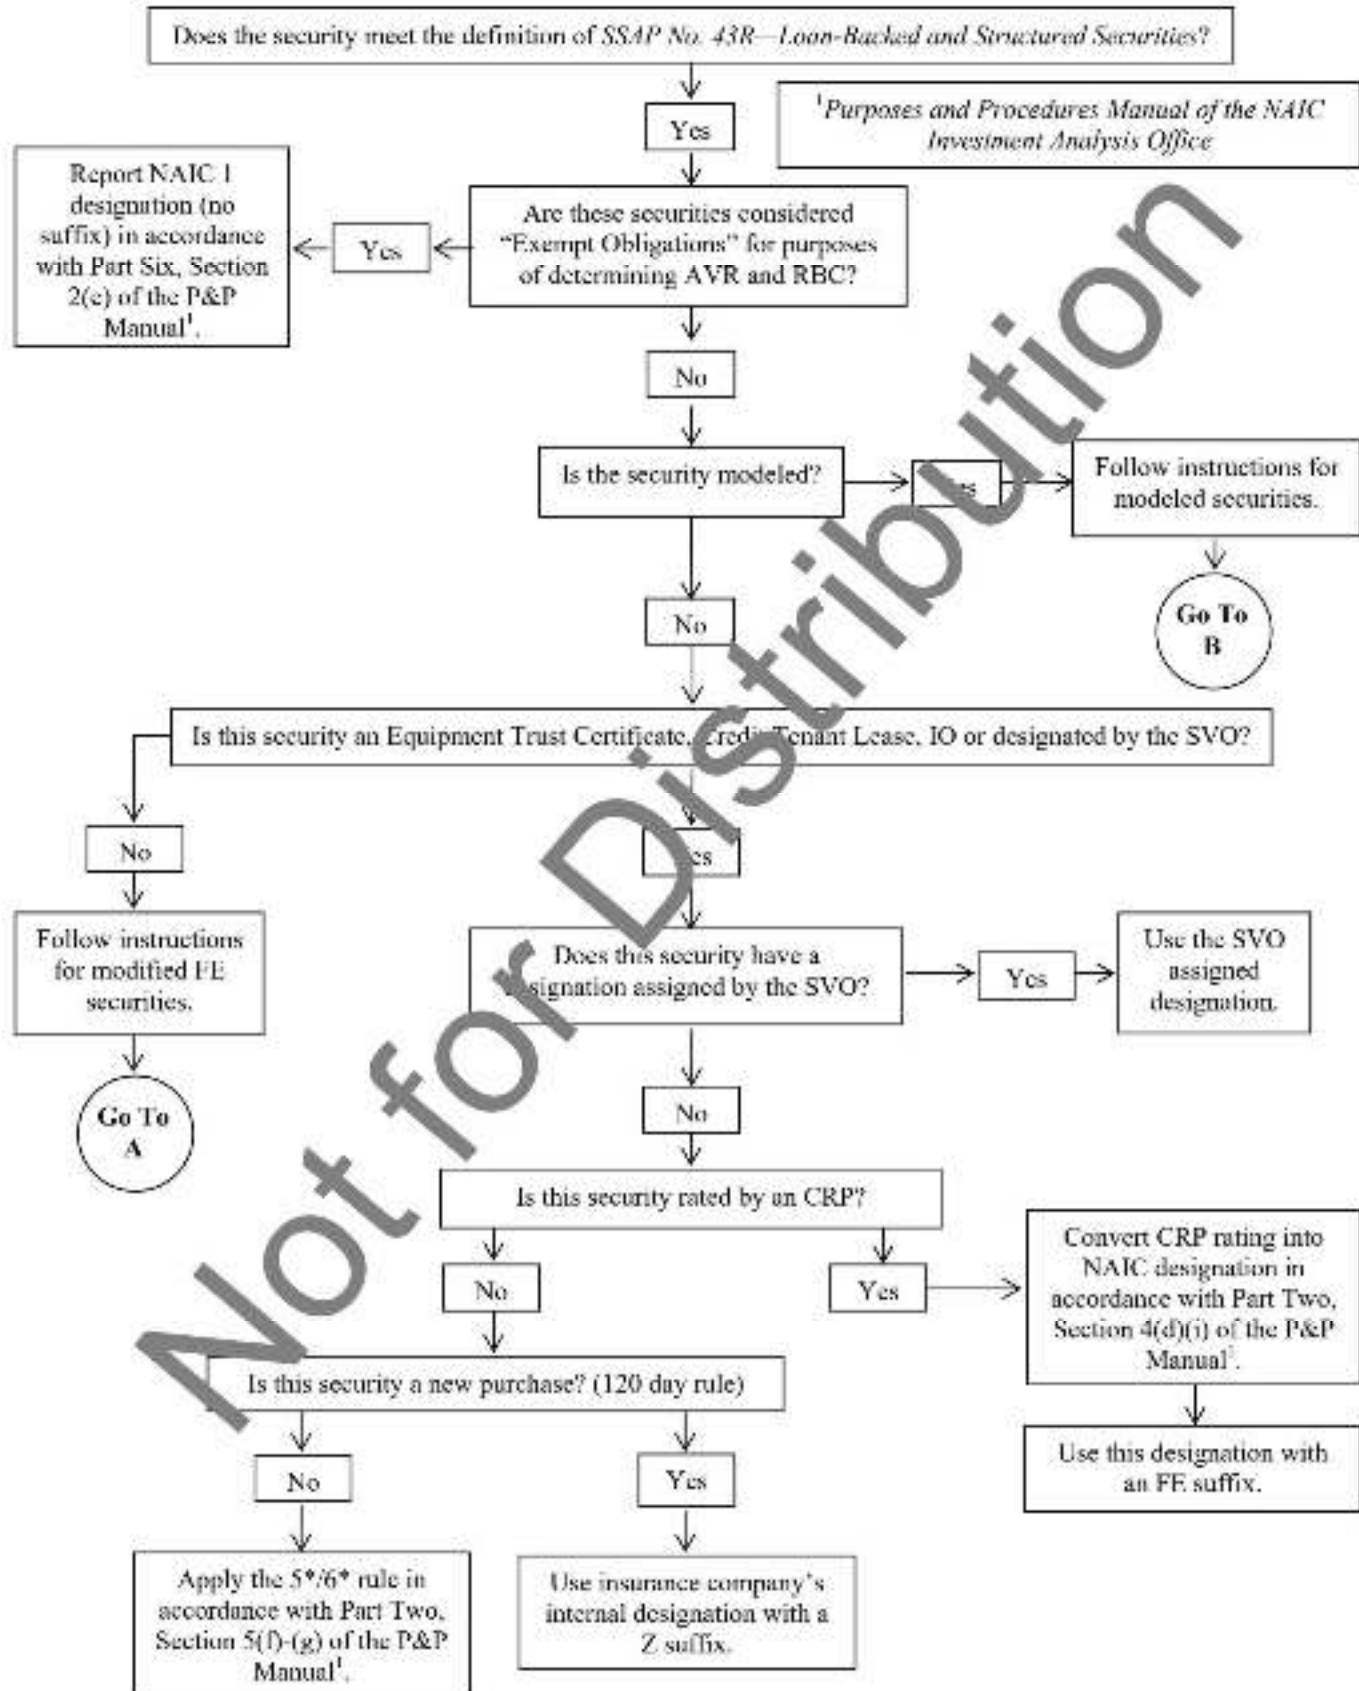 Does the security meet the definition of SSAP No. 43R—Loan-Backed and Structured Securities?
Yes
¹Purposes and Procedures Manual of the NAIC
Investment Analysis Office
Report NAIC 1
designation (no
suffix) in accordance
with Part Six, Section
2(e) of the P&P
Manual¹.
Yes
Are these securities considered
“Exempt Obligations” for purposes
of determining AVR and RBC?
No
Is the security modeled?
Yes
Follow instructions for
modeled securities.
Go To
B
No
Is this security an Equipment Trust Certificate, Credit Tenant Lease, IO or designated by the SVO?
No
Yes
Follow instructions
for modified FE
securities.
Go To
A
Does this security have a
designation assigned by the SVO?
Yes
Use the SVO
assigned
designation.
No
Is this security rated by an CRP?
No
Yes
Convert CRP rating into
NAIC designation in
accordance with Part Two,
Section 4(d)(i) of the P&P
Manual¹.
Use this designation with
an FE suffix.
Is this security a new purchase? (120 day rule)
No
Yes
Apply the 5*/6* rule in
accordance with Part Two,
Section 5(f)-(g) of the P&P
Manual¹.
Use insurance company’s
internal designation with a
Z suffix.
Not for Distribution